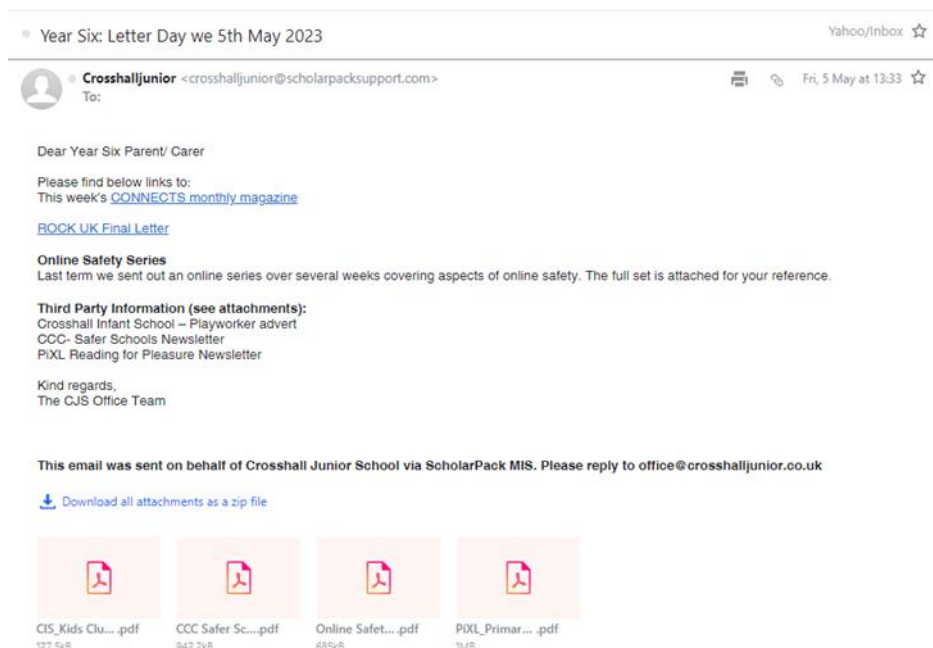 Year Six: Letter Day we 5th May 2023
Yahoo/Inbox
Crosshalljunior <crosshalljunior@scholarpacksupport.com>
Fri, 5 May at 13:33
To:
Dear Year Six Parent/ Carer
Please find below links to:
This week's CONNECTS monthly magazine
ROCK UK Final Letter
Online Safety Series
Last term we sent out an online series over several weeks covering aspects of online safety. The full set is attached for your reference.
Third Party Information (see attachments):
Crosshall Infant School – Playworker advert
CCC- Safer Schools Newsletter
PiXL Reading for Pleasure Newsletter
Kind regards,
The CJS Office Team
This email was sent on behalf of Crosshall Junior School via ScholarPack MIS. Please reply to office@crosshalljunior.co.uk
Download all attachments as a zip file
CIS_Kids Clu... .pdf CCC Safer Sc....pdf Online Safet... .pdf PiXL_Primar... .pdf
127.5kB 942.2kB 685kB 1MB